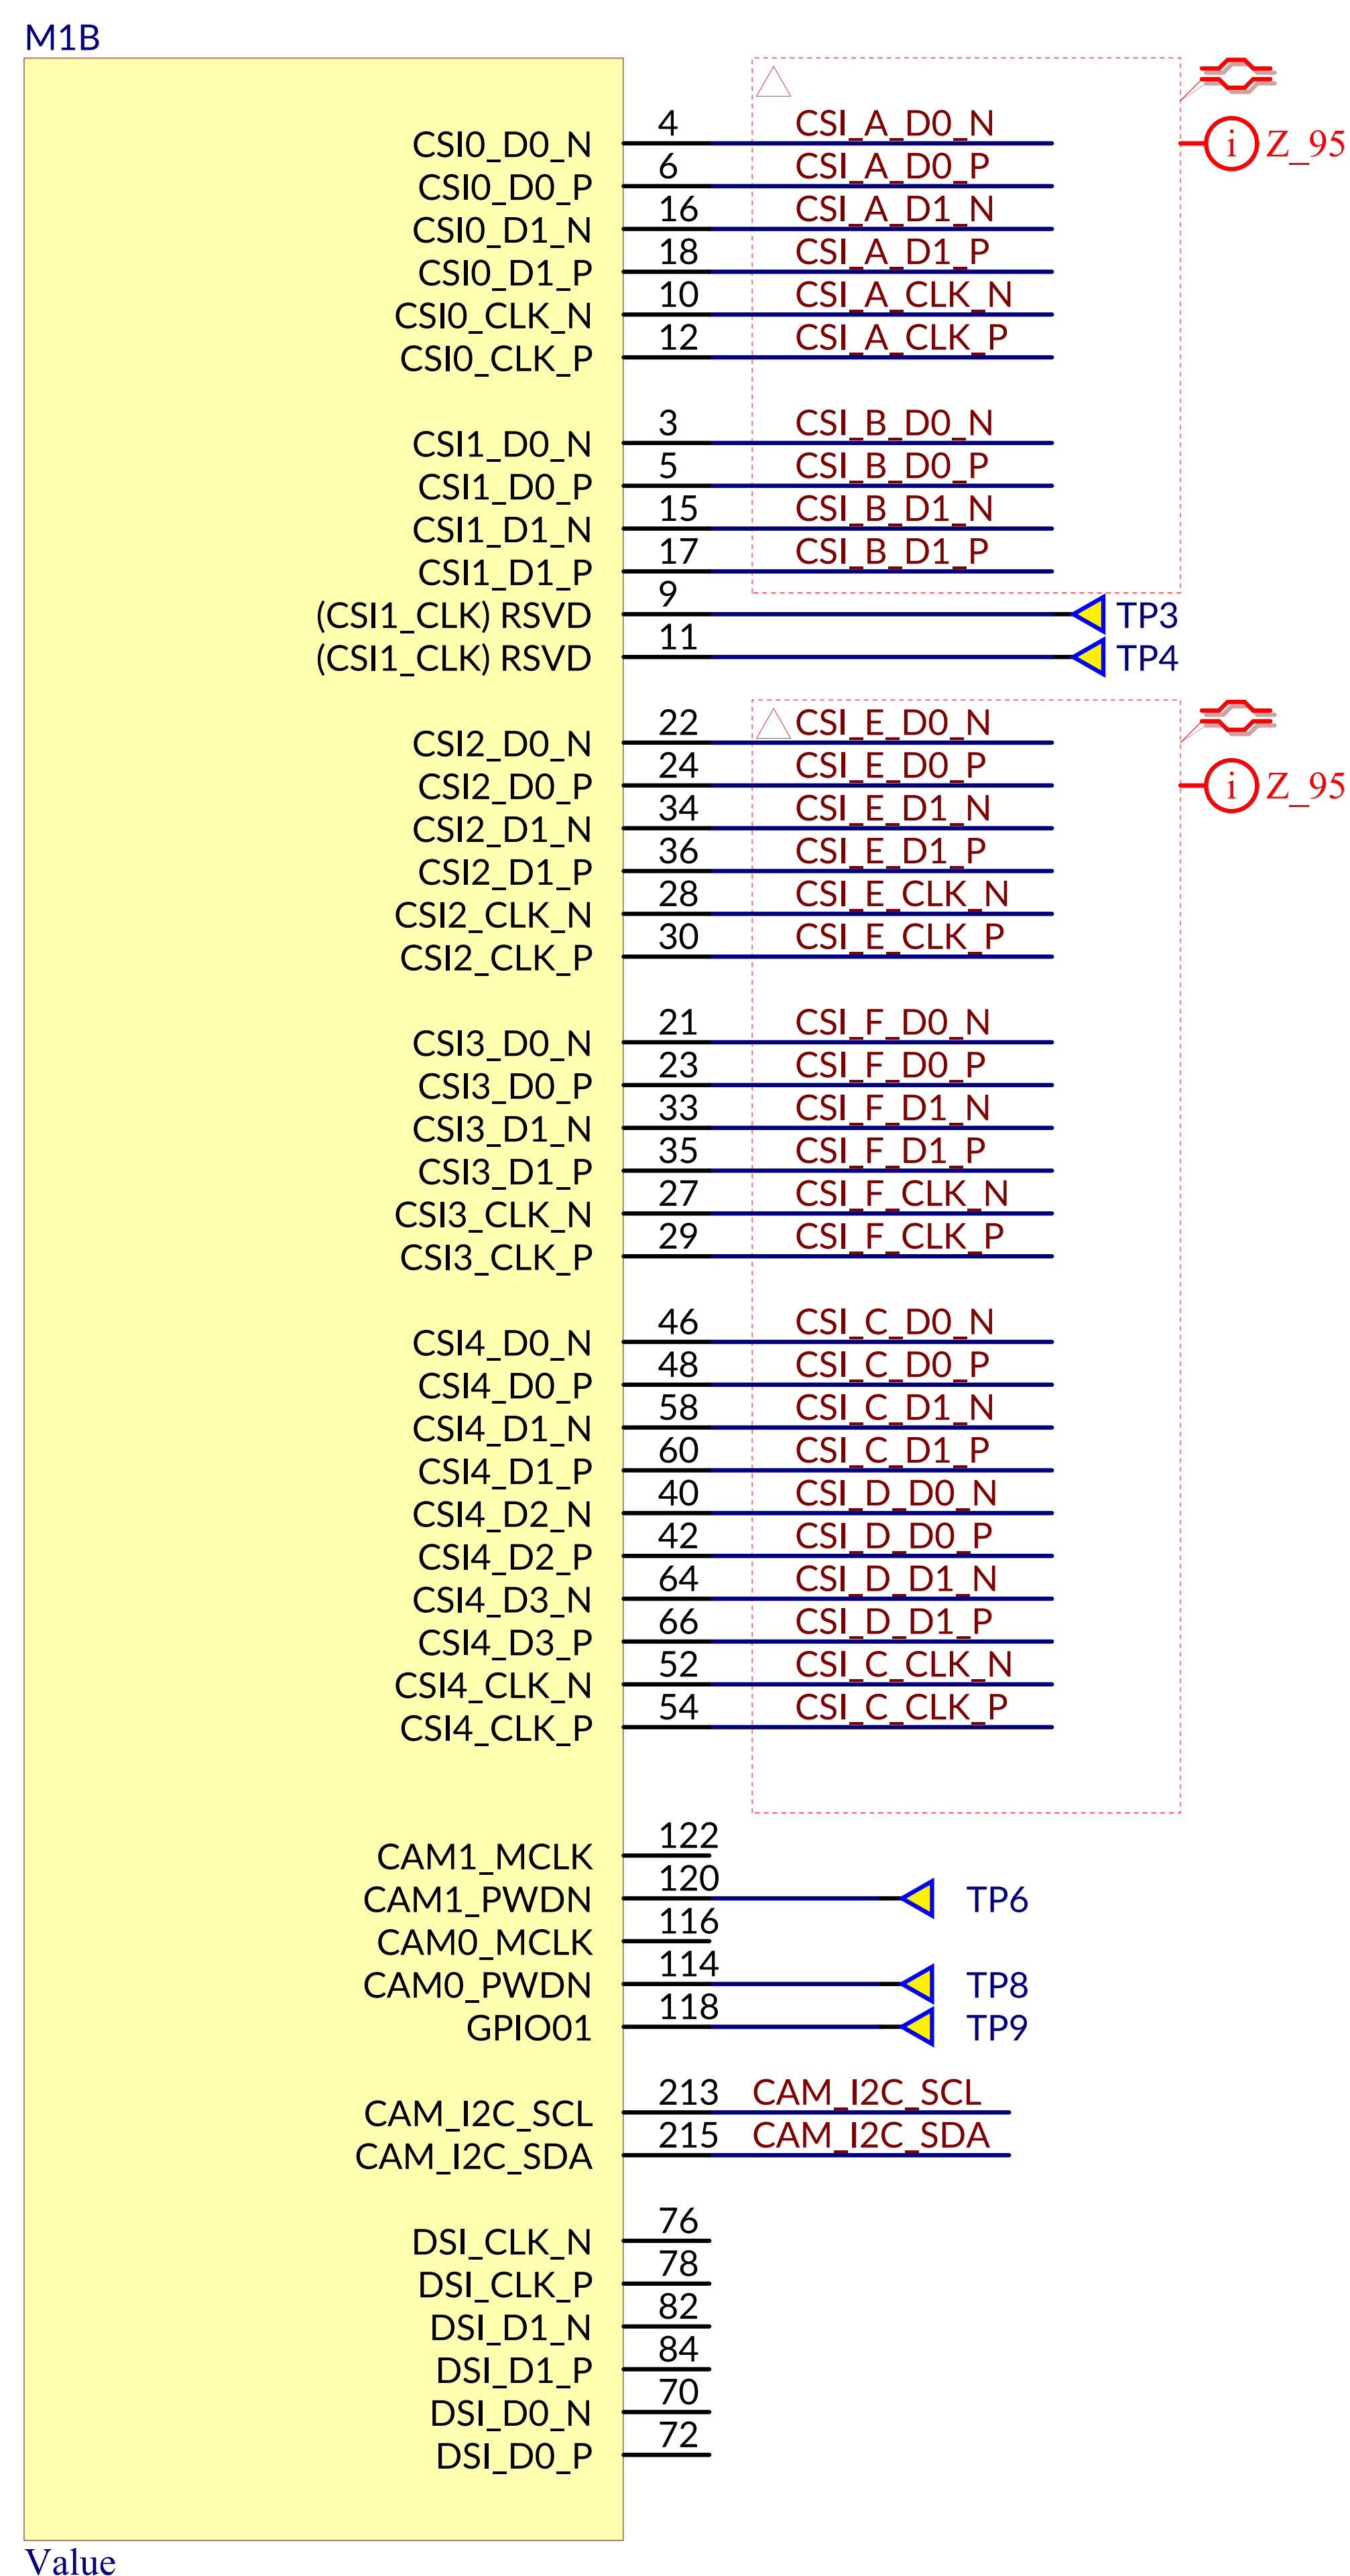 M1B
CSI0_D0_N 4 CSI_A_D0_N
i Z_95
CSI0_D0_P 6 CSI_A_D0_P
CSI0_D1_N 16 CSI_A_D1_N
CSI0_D1_P 18 CSI_A_D1_P
CSI0_CLK_N 10 CSI_A_CLK_N
CSI0_CLK_P 12 CSI_A_CLK_P
CSI1_D0_N 3 CSI_B_D0_N
CSI1_D0_P 5 CSI_B_D0_P
CSI1_D1_N 15 CSI_B_D1_N
CSI1_D1_P 17 CSI_B_D1_P
(CSI1_CLK) RSVD 9 TP3
(CSI1_CLK) RSVD 11 TP4
CSI2_D0_N 22 CSI_E_D0_N
CSI2_D0_P 24 CSI_E_D0_P
i Z_95
CSI2_D1_N 34 CSI_E_D1_N
CSI2_D1_P 36 CSI_E_D1_P
CSI2_CLK_N 28 CSI_E_CLK_N
CSI2_CLK_P 30 CSI_E_CLK_P
CSI3_D0_N 21 CSI_F_D0_N
CSI3_D0_P 23 CSI_F_D0_P
CSI3_D1_N 33 CSI_F_D1_N
CSI3_D1_P 35 CSI_F_D1_P
CSI3_CLK_N 27 CSI_F_CLK_N
CSI3_CLK_P 29 CSI_F_CLK_P
CSI4_D0_N 46 CSI_C_D0_N
CSI4_D0_P 48 CSI_C_D0_P
CSI4_D1_N 58 CSI_C_D1_N
CSI4_D1_P 60 CSI_C_D1_P
CSI4_D2_N 40 CSI_D_D0_N
CSI4_D2_P 42 CSI_D_D0_P
CSI4_D3_N 64 CSI_D_D1_N
CSI4_D3_P 66 CSI_D_D1_P
CSI4_CLK_N 52 CSI_C_CLK_N
CSI4_CLK_P 54 CSI_C_CLK_P
CAM1_MCLK 122
CAM1_PWDN 120 TP6
CAM0_MCLK 116
CAM0_PWDN 114 TP8
GPIO01 118 TP9
CAM_I2C_SCL 213 CAM_I2C_SCL
CAM_I2C_SDA 215 CAM_I2C_SDA
DSI_CLK_N 76
DSI_CLK_P 78
DSI_D1_N 82
DSI_D1_P 84
DSI_D0_N 70
DSI_D0_P 72
Value